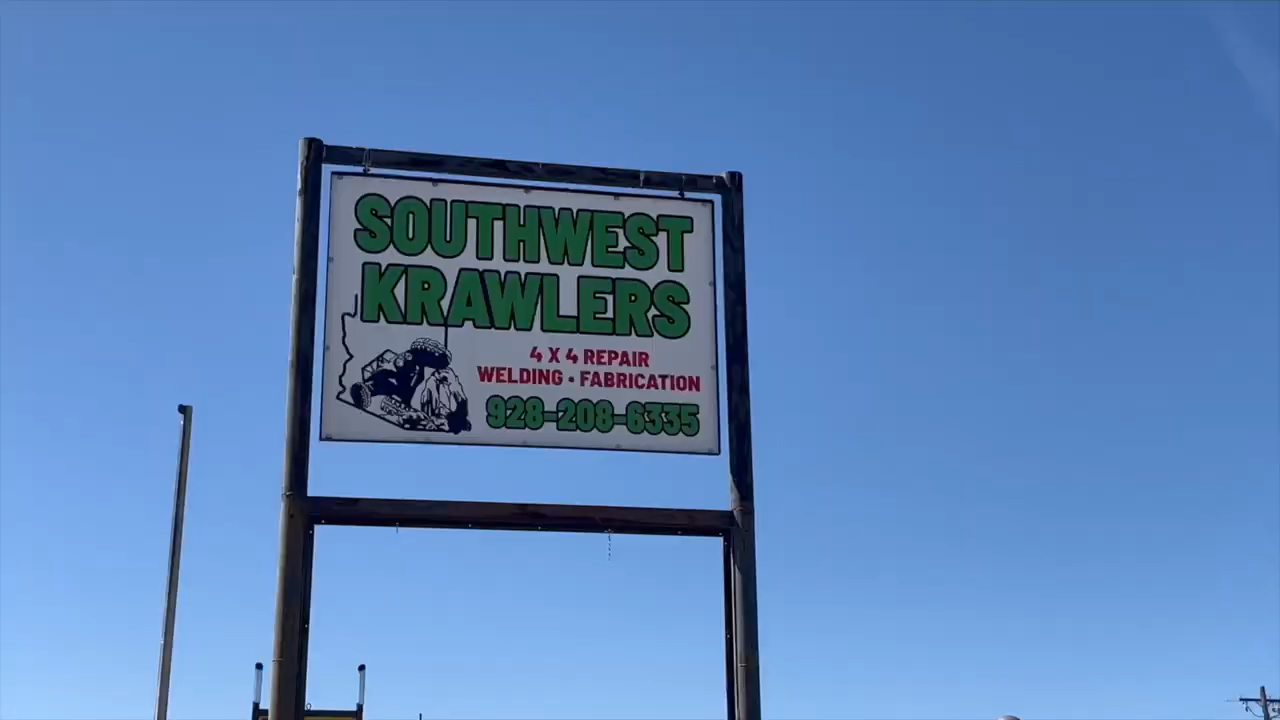 SOUTHWEST
KRAWLERS
4 X 4 REPAIR
WELDING • FABRICATION
928-208-6335